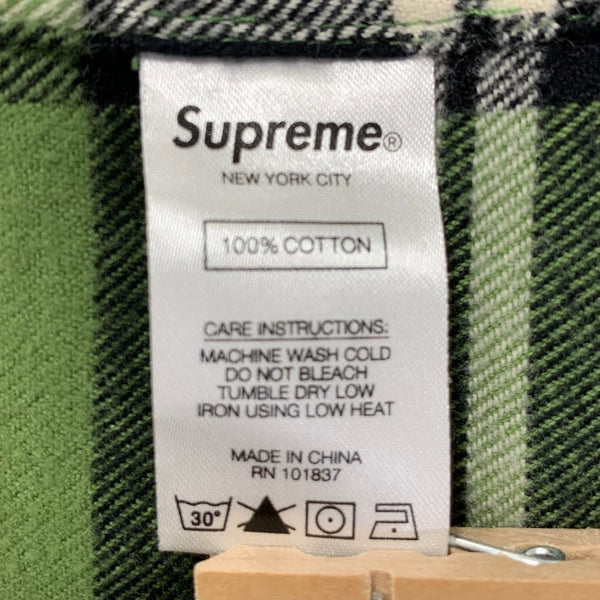 Supreme®
NEW YORK CITY
100% COTTON
CARE INSTRUCTIONS:
MACHINE WASH COLD
DO NOT BLEACH
TUMBLE DRY LOW
IRON USING LOW HEAT
MADE IN CHINA
RN 101837
30°